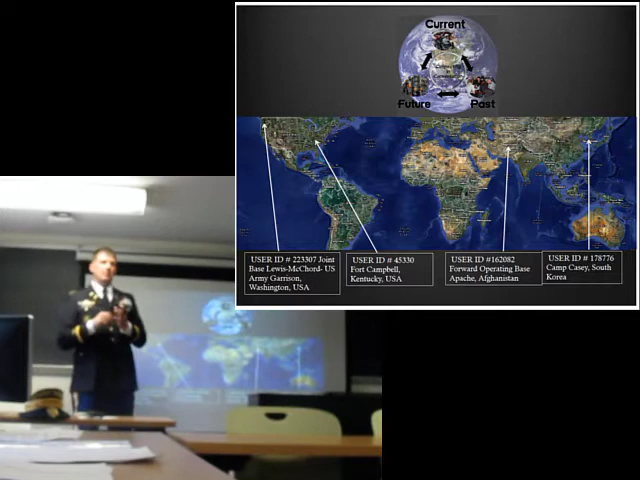 Current
Future
Past
USER ID # 223307 Joint
Base Lewis-McChord- US
Army Garrison,
Washington, USA
USER ID # 45330
Fort Campbell,
Kentucky, USA
USER ID #162082
Forward Operating Base
Apache, Afghanistan
USER ID # 178776
Camp Casey, South
Korea